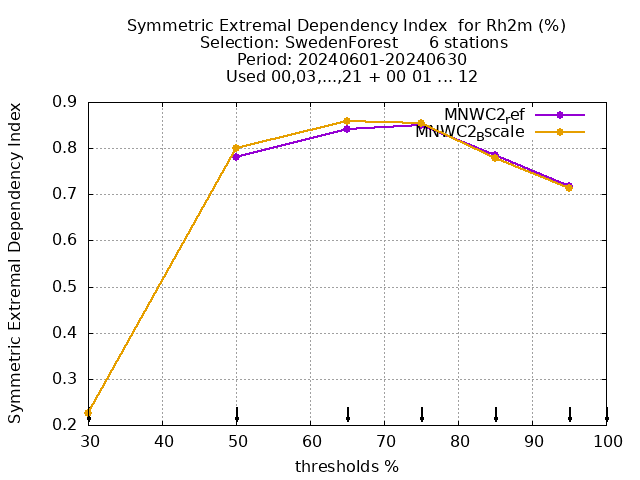 Symmetric Extremal Dependency Index  for Rh2m (%)
Selection: SwedenForest      6 stations
Period: 20240601-20240630
Used 00,03,...,21 + 00 01 ... 12
Symmetric Extremal Dependency Index
0.9
0.8
0.7
0.6
0.5
0.4
0.3
0.2
MNWC2ref
MNWC2Bscale
30 40 50 60 70 80 90 100
thresholds %